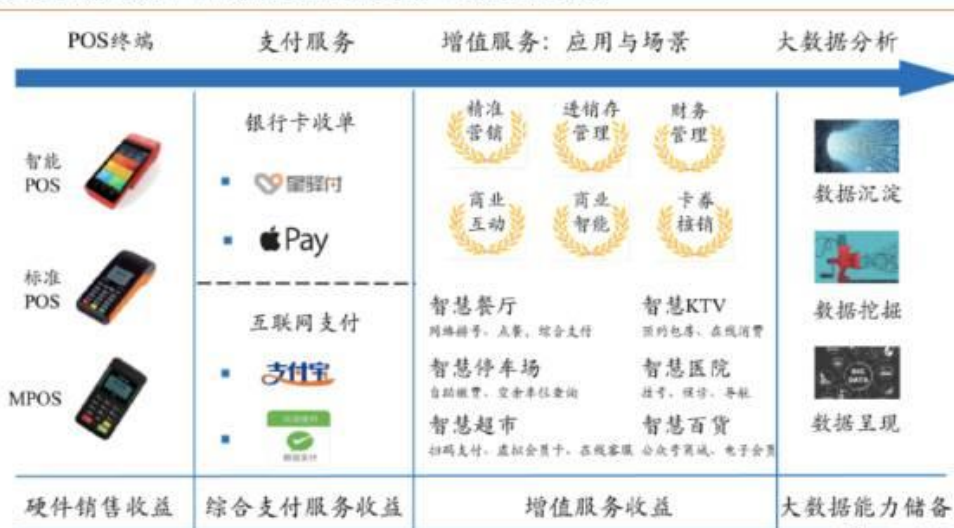 POS终端 支付服务 增值服务：应用与场景 大数据分析
智能
POS
标准
POS
MPOS
银行卡收单
星驿付
Pay
互联网支付
支付宝
微信支付
精准
营销
进销存
管理
财务
管理
商业
互动
商业
智能
卡券
核销
智慧餐厅
网络排号、点餐、综合支付
智慧KTV
预约包房、在线消费
智慧停车场
自助缴费、空余车位查询
智慧医院
挂号、候诊、导航
智慧超市
扫码支付、虚拟会员卡、在线客服
智慧百货
公众号商城、电子会员
数据沉淀
数据挖掘
BIG
DATA
数据呈现
硬件销售收益 综合支付服务收益 增值服务收益 大数据能力储备